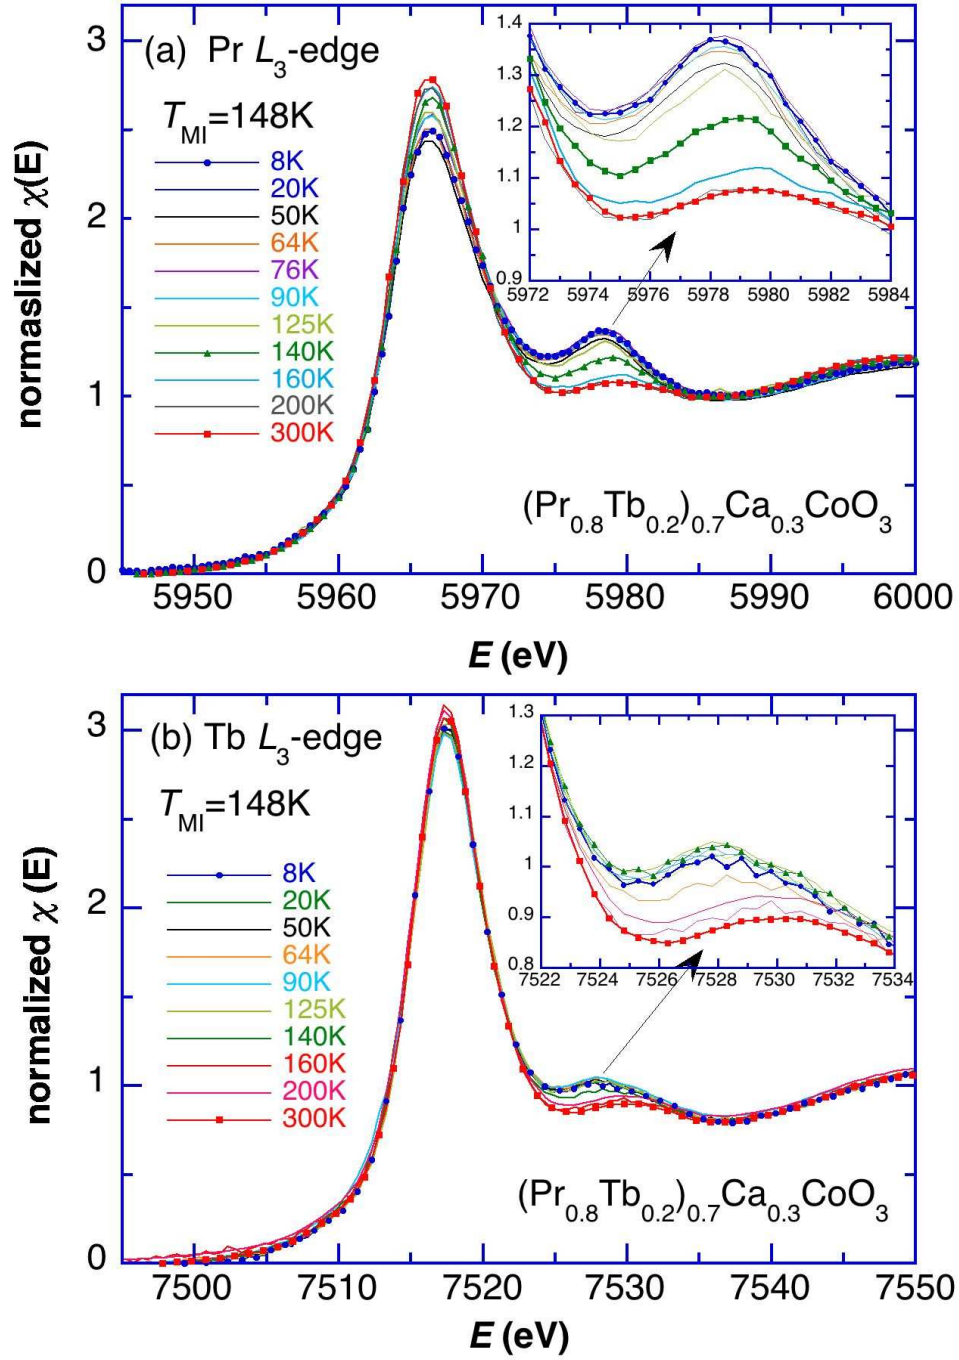 (a) Pr L₃-edge
T_MI=148K
8K
20K
50K
64K
76K
90K
125K
140K
160K
200K
300K
normaslized χ(E)
3
2
1
0
5950 5960 5970 5980 5990 6000
E (eV)
(Pr₀.₈Tb₀.₂)₀.₇Ca₀.₃CoO₃
1.4
1.3
1.2
1.1
1
0.9
5972 5974 5976 5978 5980 5982 5984
(b) Tb L₃-edge
T_MI=148K
8K
20K
50K
64K
90K
125K
140K
160K
200K
300K
normalized χ (E)
3
2
1
0
7500 7510 7520 7530 7540 7550
E (eV)
(Pr₀.₈Tb₀.₂)₀.₇Ca₀.₃CoO₃
1.3
1.2
1.1
1
0.9
0.8
7522 7524 7526 7528 7530 7532 7534